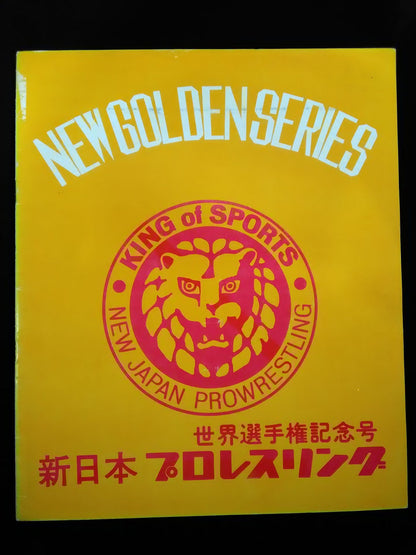 NEW GOLDEN SERIES
KING of SPORTS
NEW JAPAN PROWRESTLING
世界選手権記念号
新日本プロレスリング